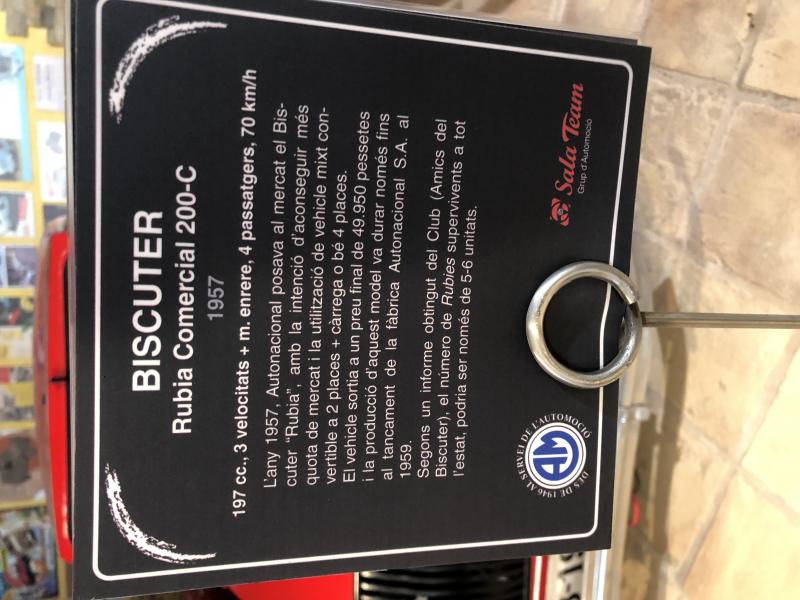 BISCUTER
Rubia Comercial 200-C
1957
197 cc., 3 velocitats + m. enrere, 4 passatgers, 70 km/h
L'any 1957, Autonacional posava al mercat el Bis-
cuter "Rubia", amb la intenció d'aconseguir més
quota de mercat i la utilització de vehicle mixt con-
vertible a 2 places + càrrega o bé 4 places.
El vehicle sortia a un preu final de 49.950 pessetes
i la producció d'aquest model va durar només fins
al tancament de la fàbrica Autonacional S.A. al
1959.
Segons un informe obtingut del Club (Amics del
Biscuter), el número de Rubies supervivents a tot
l'estat, podria ser només de 5-6 unitats.
DES DE 1946 AL SERVEI DE L'AUTOMOCIÓ
AM
Sala Team
Grup d'Automoció